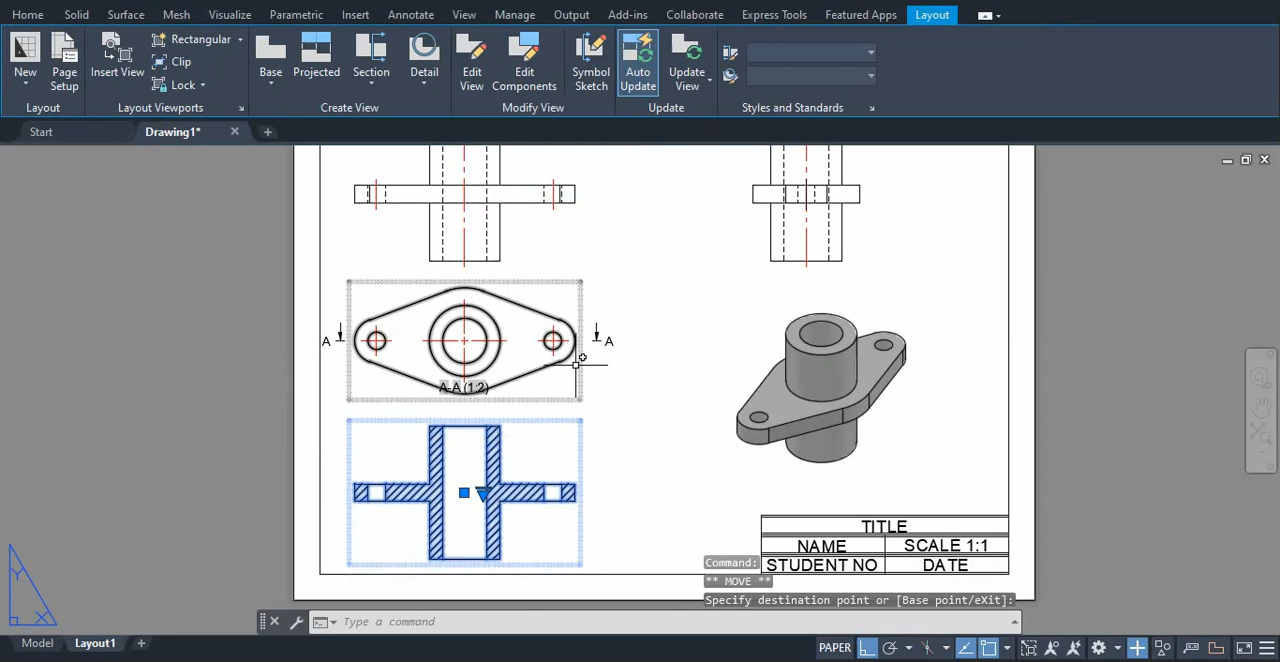 Home Solid Surface Mesh Visualize Parametric Insert Annotate View Manage Output Add-ins Collaborate Express Tools Featured Apps Layout
New
Page Setup
Insert View
Rectangular
Clip
Lock
Base
Projected
Section
Detail
Edit View
Edit Components
Symbol Sketch
Auto Update
Update View
Layout
Layout Viewports
Create View
Modify View
Update
Styles and Standards
Start
Drawing1*
A
A
A-A (1:2)
TITLE
NAME
SCALE 1:1
STUDENT NO
DATE
Command:
** MOVE **
Specify destination point or [Base point/eXit]:
Type a command
Y
X
Model
Layout1
PAPER